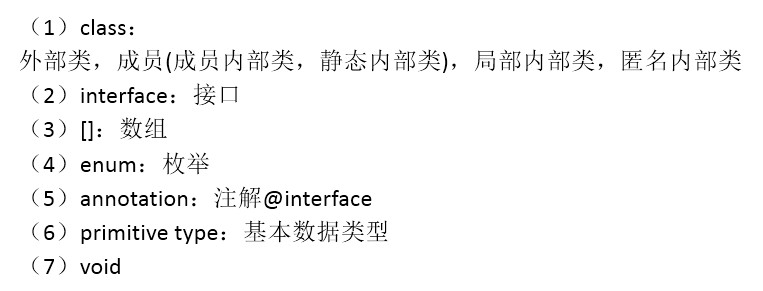 （1）class：
外部类，成员(成员内部类，静态内部类)，局部内部类，匿名内部类
（2）interface：接口
（3）[]：数组
（4）enum：枚举
（5）annotation：注解@interface
（6）primitive type：基本数据类型
（7）void